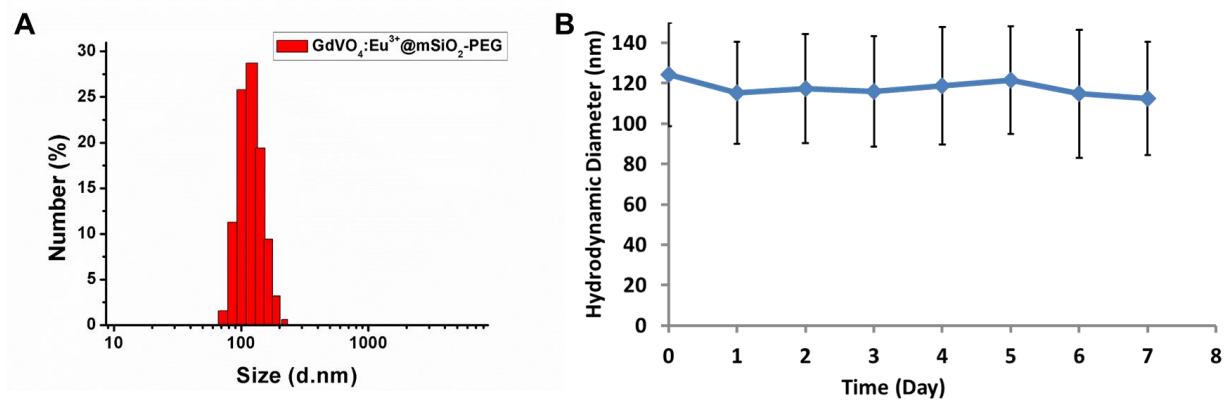 A
GdVO4:Eu3+@mSiO2-PEG
Number (%)
30
25
20
15
10
5
0
10 100 1000
Size (d.nm)
B
Hydrodynamic Diameter (nm)
140
120
100
80
60
40
20
0
0 1 2 3 4 5 6 7 8
Time (Day)